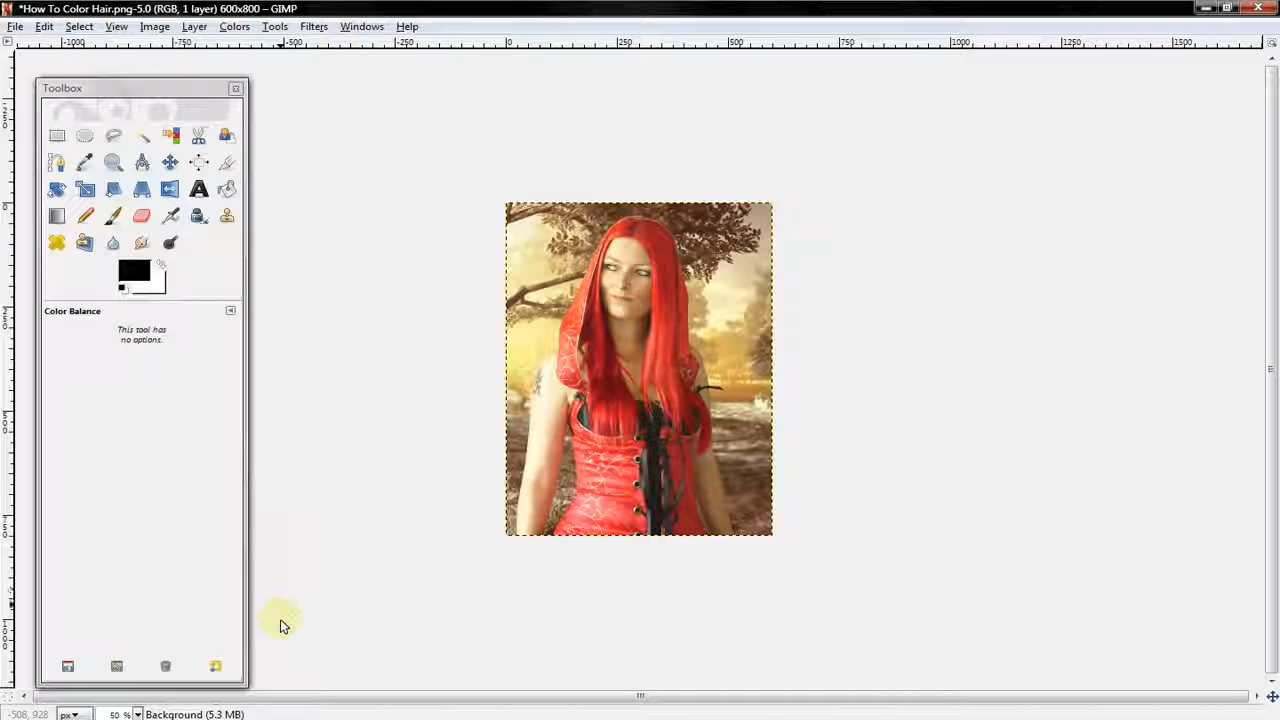 *How To Color Hair.png-5.0 (RGB, 1 layer) 600x800 – GIMP
File Edit Select View Image Layer Colors Tools Filters Windows Help
-1000 -750 -500 -250 0 250 500 750 1000 1250 1500
Toolbox
Color Balance
This tool has
no options.
-508, 928 px 50 % Background (5.3 MB)